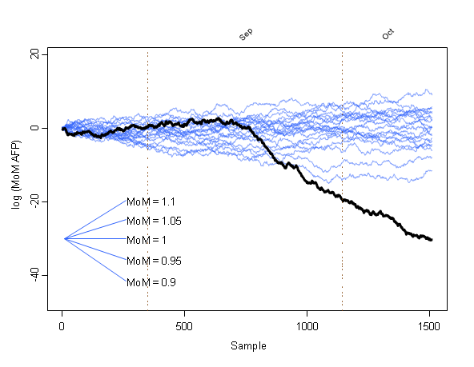 Sep Oct
20
0
-20
-40
log (MoM AFP)
MoM = 1.1
MoM = 1.05
MoM = 1
MoM = 0.95
MoM = 0.9
0 500 1000 1500
Sample